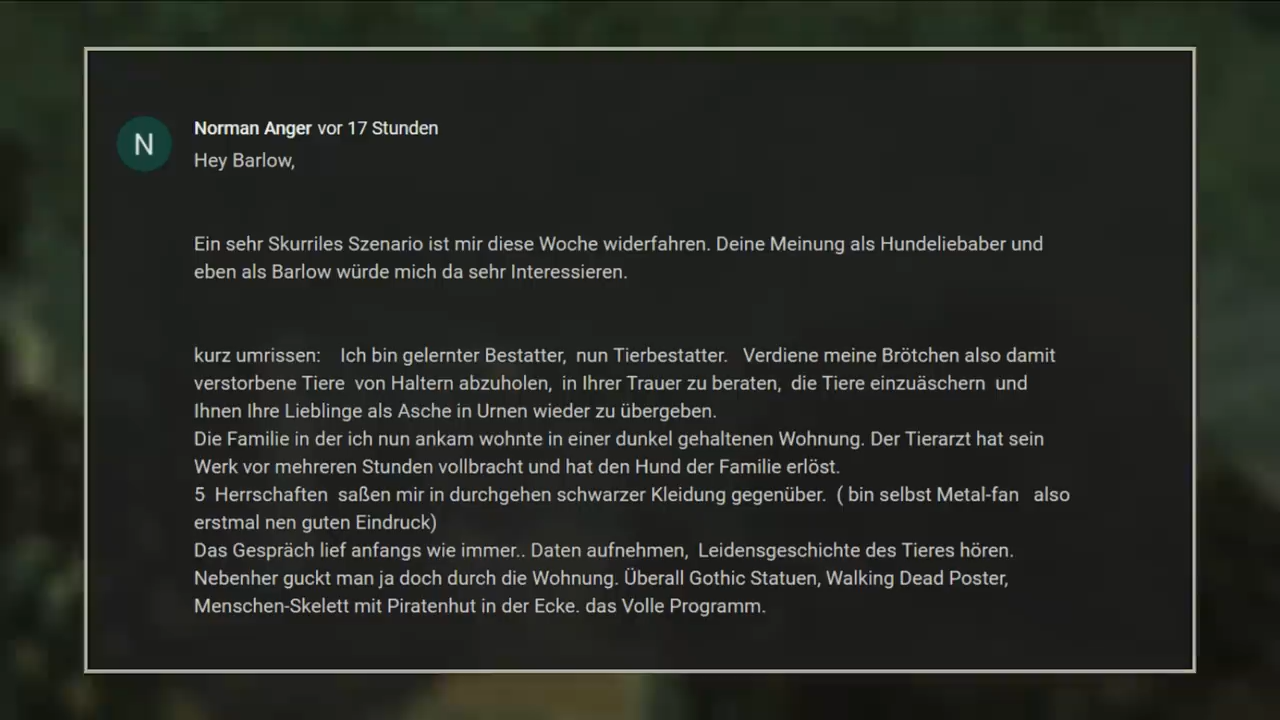 N
Norman Anger vor 17 Stunden
Hey Barlow,
Ein sehr Skurriles Szenario ist mir diese Woche widerfahren. Deine Meinung als Hundeliebaber und
eben als Barlow würde mich da sehr Interessieren.
kurz umrissen: Ich bin gelernter Bestatter, nun Tierbestatter. Verdiene meine Brötchen also damit
verstorbene Tiere von Haltern abzuholen, in Ihrer Trauer zu beraten, die Tiere einzuäschern und
Ihnen Ihre Lieblinge als Asche in Urnen wieder zu übergeben.
Die Familie in der ich nun ankam wohnte in einer dunkel gehaltenen Wohnung. Der Tierarzt hat sein
Werk vor mehreren Stunden vollbracht und hat den Hund der Familie erlöst.
5 Herrschaften saßen mir in durchgehen schwarzer Kleidung gegenüber. ( bin selbst Metal-fan also
erstmal nen guten Eindruck)
Das Gespräch lief anfangs wie immer.. Daten aufnehmen, Leidensgeschichte des Tieres hören.
Nebenher guckt man ja doch durch die Wohnung. Überall Gothic Statuen, Walking Dead Poster,
Menschen-Skelett mit Piratenhut in der Ecke. das Volle Programm.